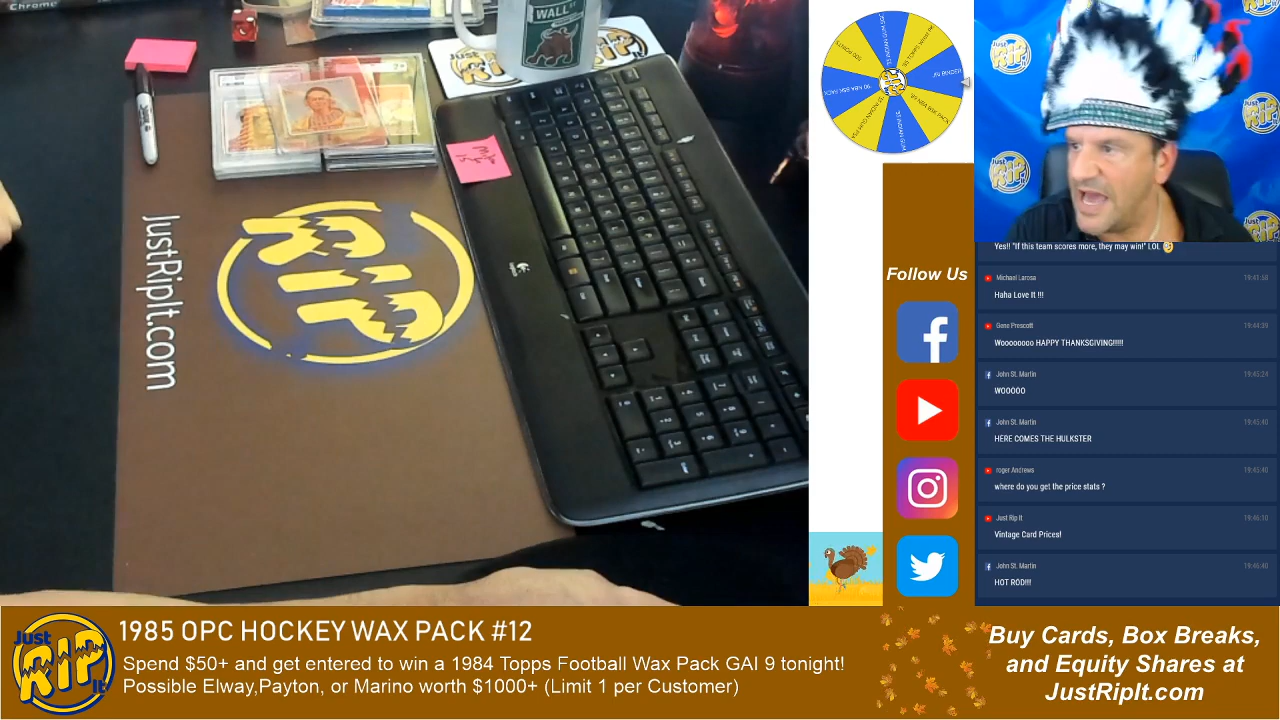 Chrome
WALL ST
RIP
JustRipIt.com
RIP
Logitech
500 POINTS
Follow Us
Yes!! "If this team scores more, they may win!" LOL
Michael Larosa 19:41:58
Haha Love It !!!
Gene Prescott 19:44:39
Woooooooo HAPPY THANKSGIVING!!!!!
John St. Martin 19:45:24
WOOOOO
John St. Martin 19:45:40
HERE COMES THE HULKSTER
roger Andrews 19:45:48
where do you get the price stats ?
Just Rip It 19:46:10
Vintage Card Prices!
John St. Martin 19:46:40
HOT ROD!!!
Just RIP It
1985 OPC HOCKEY WAX PACK #12
Spend $50+ and get entered to win a 1984 Topps Football Wax Pack GAI 9 tonight!
Possible Elway,Payton, or Marino worth $1000+ (Limit 1 per Customer)
Buy Cards, Box Breaks,
and Equity Shares at
JustRipIt.com